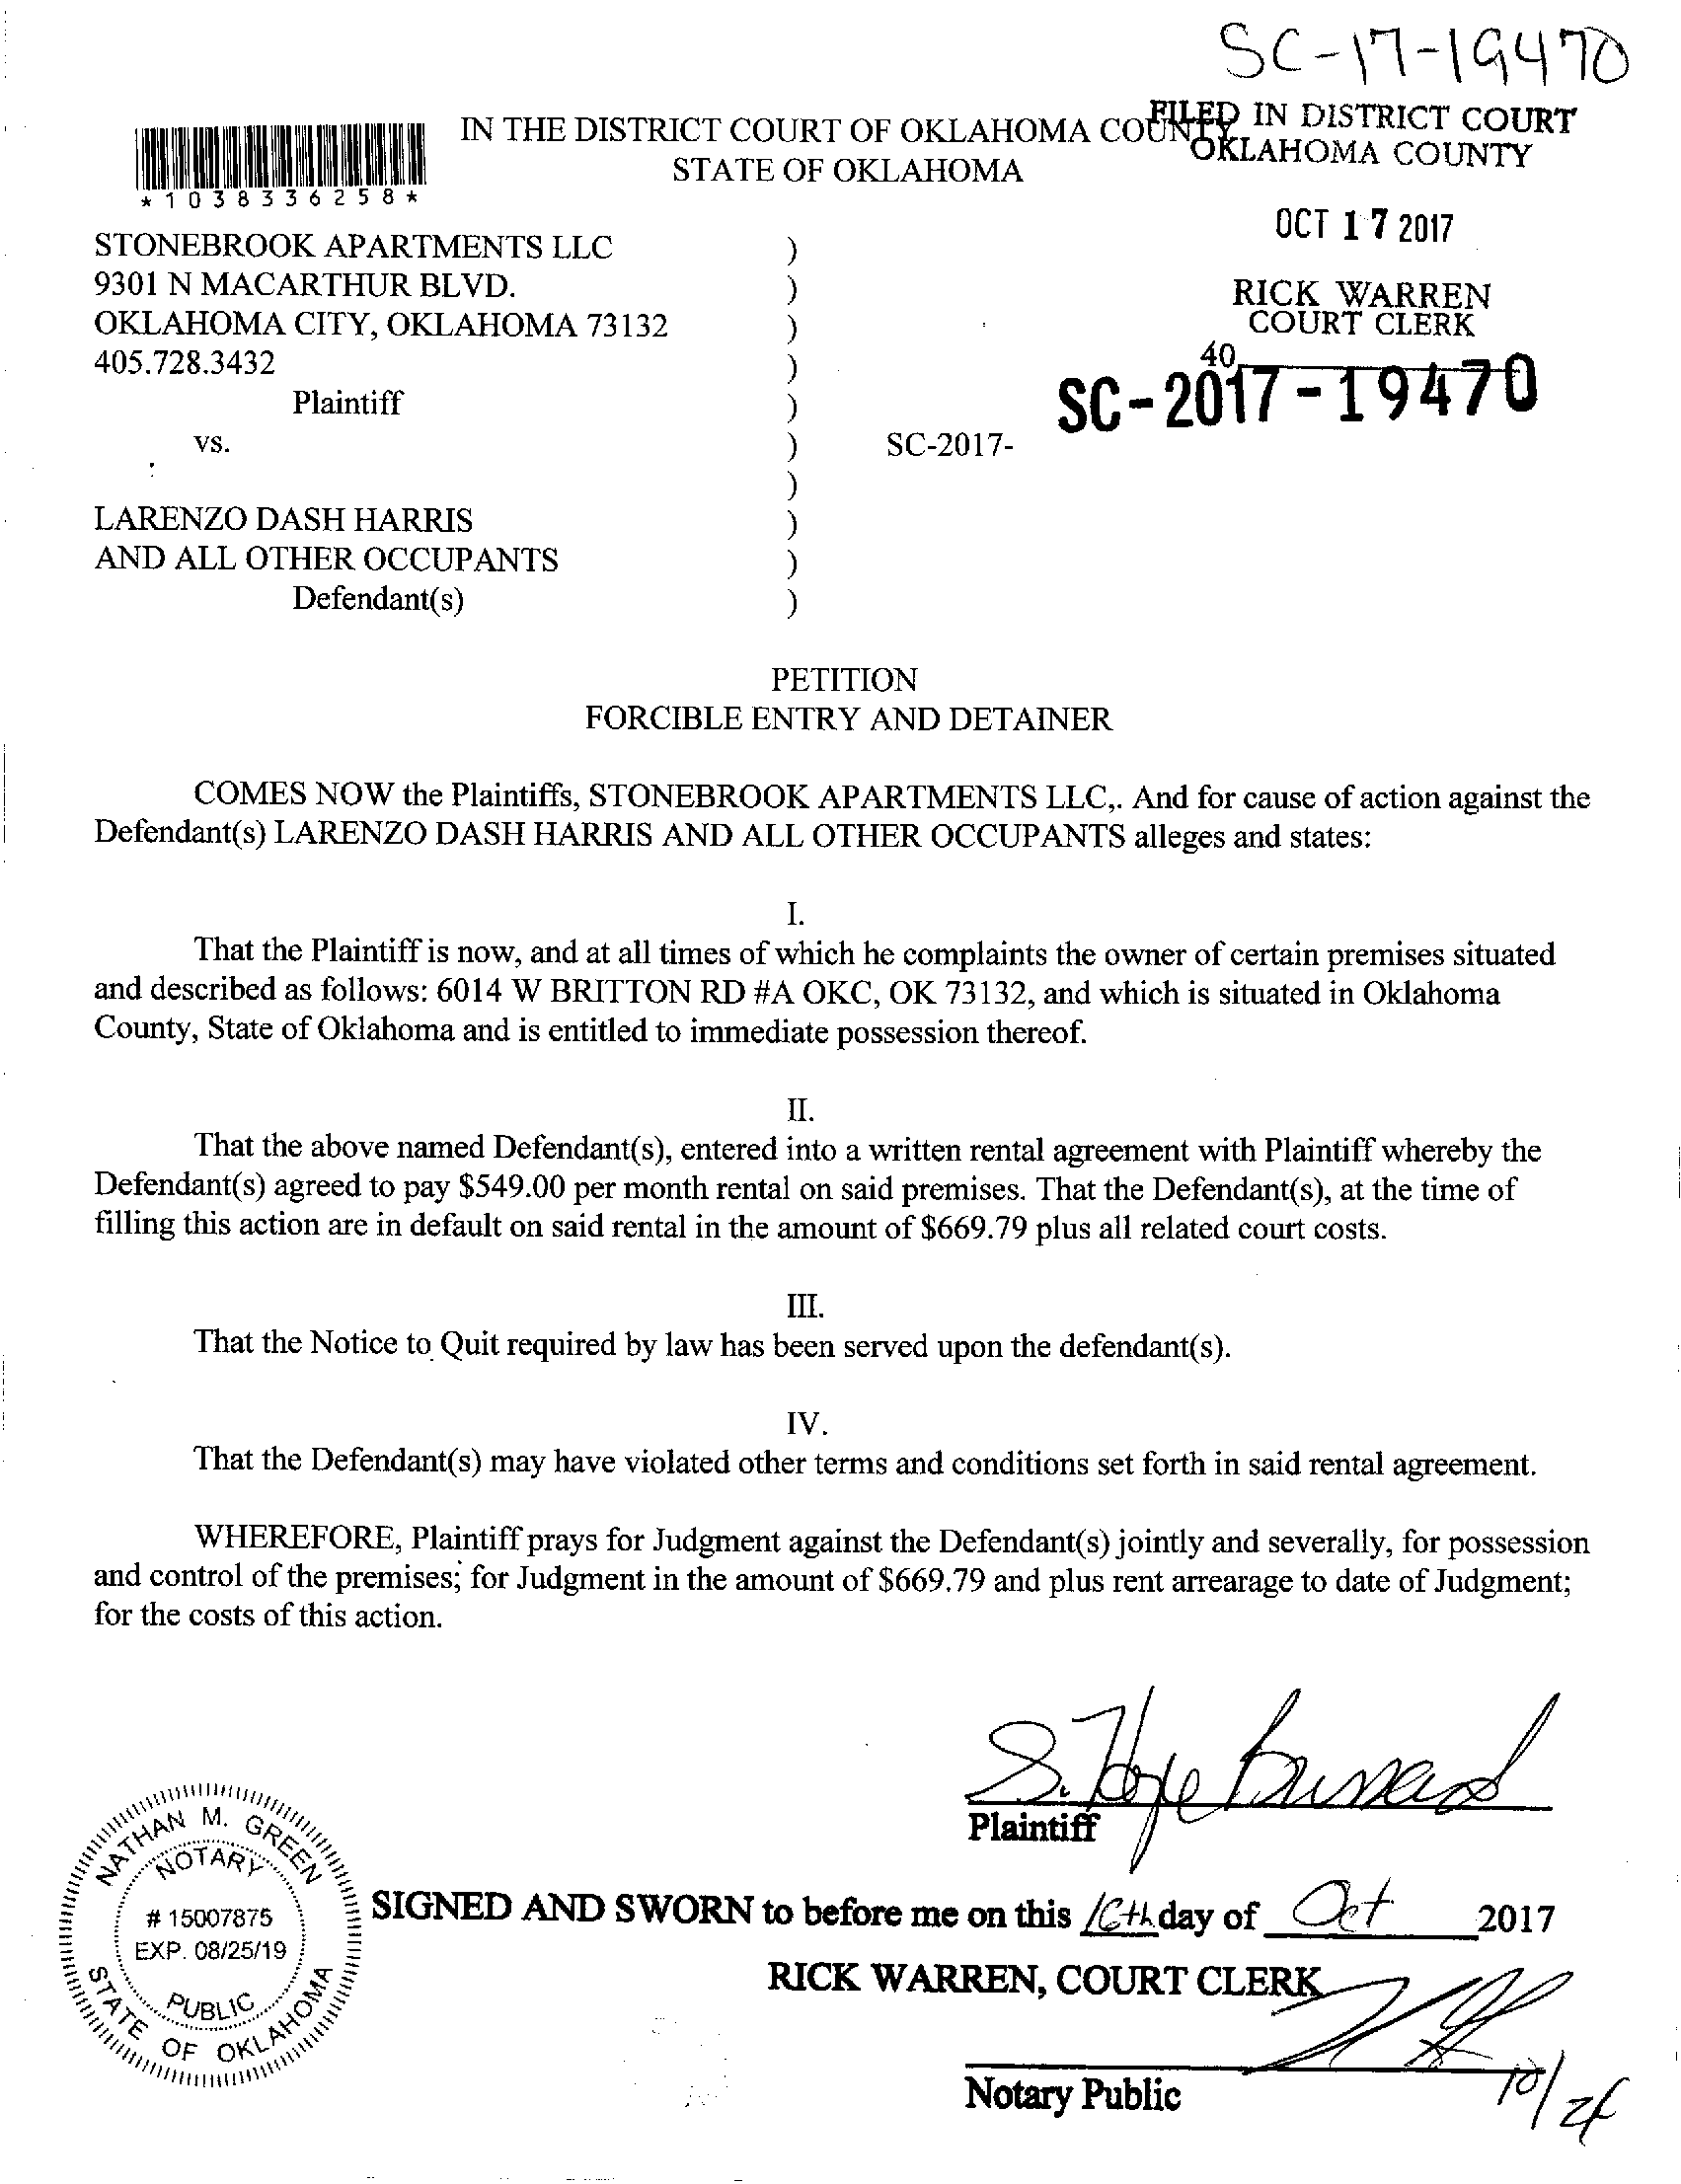 SC-17-19470
IN THE DISTRICT COURT OF OKLAHOMA COUNTY
STATE OF OKLAHOMA
FILED IN DISTRICT COURT
OKLAHOMA COUNTY
*1038336258*
OCT 17 2017
RICK WARREN
COURT CLERK
40
SC-2017-19470
STONEBROOK APARTMENTS LLC )
9301 N MACARTHUR BLVD. )
OKLAHOMA CITY, OKLAHOMA 73132 )
405.728.3432 )
Plaintiff )
vs. ) SC-2017-
)
LARENZO DASH HARRIS )
AND ALL OTHER OCCUPANTS )
Defendant(s) )
PETITION
FORCIBLE ENTRY AND DETAINER
COMES NOW the Plaintiffs, STONEBROOK APARTMENTS LLC,. And for cause of action against the
Defendant(s) LARENZO DASH HARRIS AND ALL OTHER OCCUPANTS alleges and states:
I.
That the Plaintiff is now, and at all times of which he complaints the owner of certain premises situated
and described as follows: 6014 W BRITTON RD #A OKC, OK 73132, and which is situated in Oklahoma
County, State of Oklahoma and is entitled to immediate possession thereof.
II.
That the above named Defendant(s), entered into a written rental agreement with Plaintiff whereby the
Defendant(s) agreed to pay $549.00 per month rental on said premises. That the Defendant(s), at the time of
filling this action are in default on said rental in the amount of $669.79 plus all related court costs.
III.
That the Notice to Quit required by law has been served upon the defendant(s).
IV.
That the Defendant(s) may have violated other terms and conditions set forth in said rental agreement.
WHEREFORE, Plaintiff prays for Judgment against the Defendant(s) jointly and severally, for possession
and control of the premises; for Judgment in the amount of $669.79 and plus rent arrearage to date of Judgment;
for the costs of this action.
S. Hope
Plaintiff
NATHAN M. GREEN
NOTARY
# 15007875
EXP. 08/25/19
PUBLIC
STATE OF OKLAHOMA
SIGNED AND SWORN to before me on this 16th day of Oct 2017
RICK WARREN, COURT CLERK
Notary Public